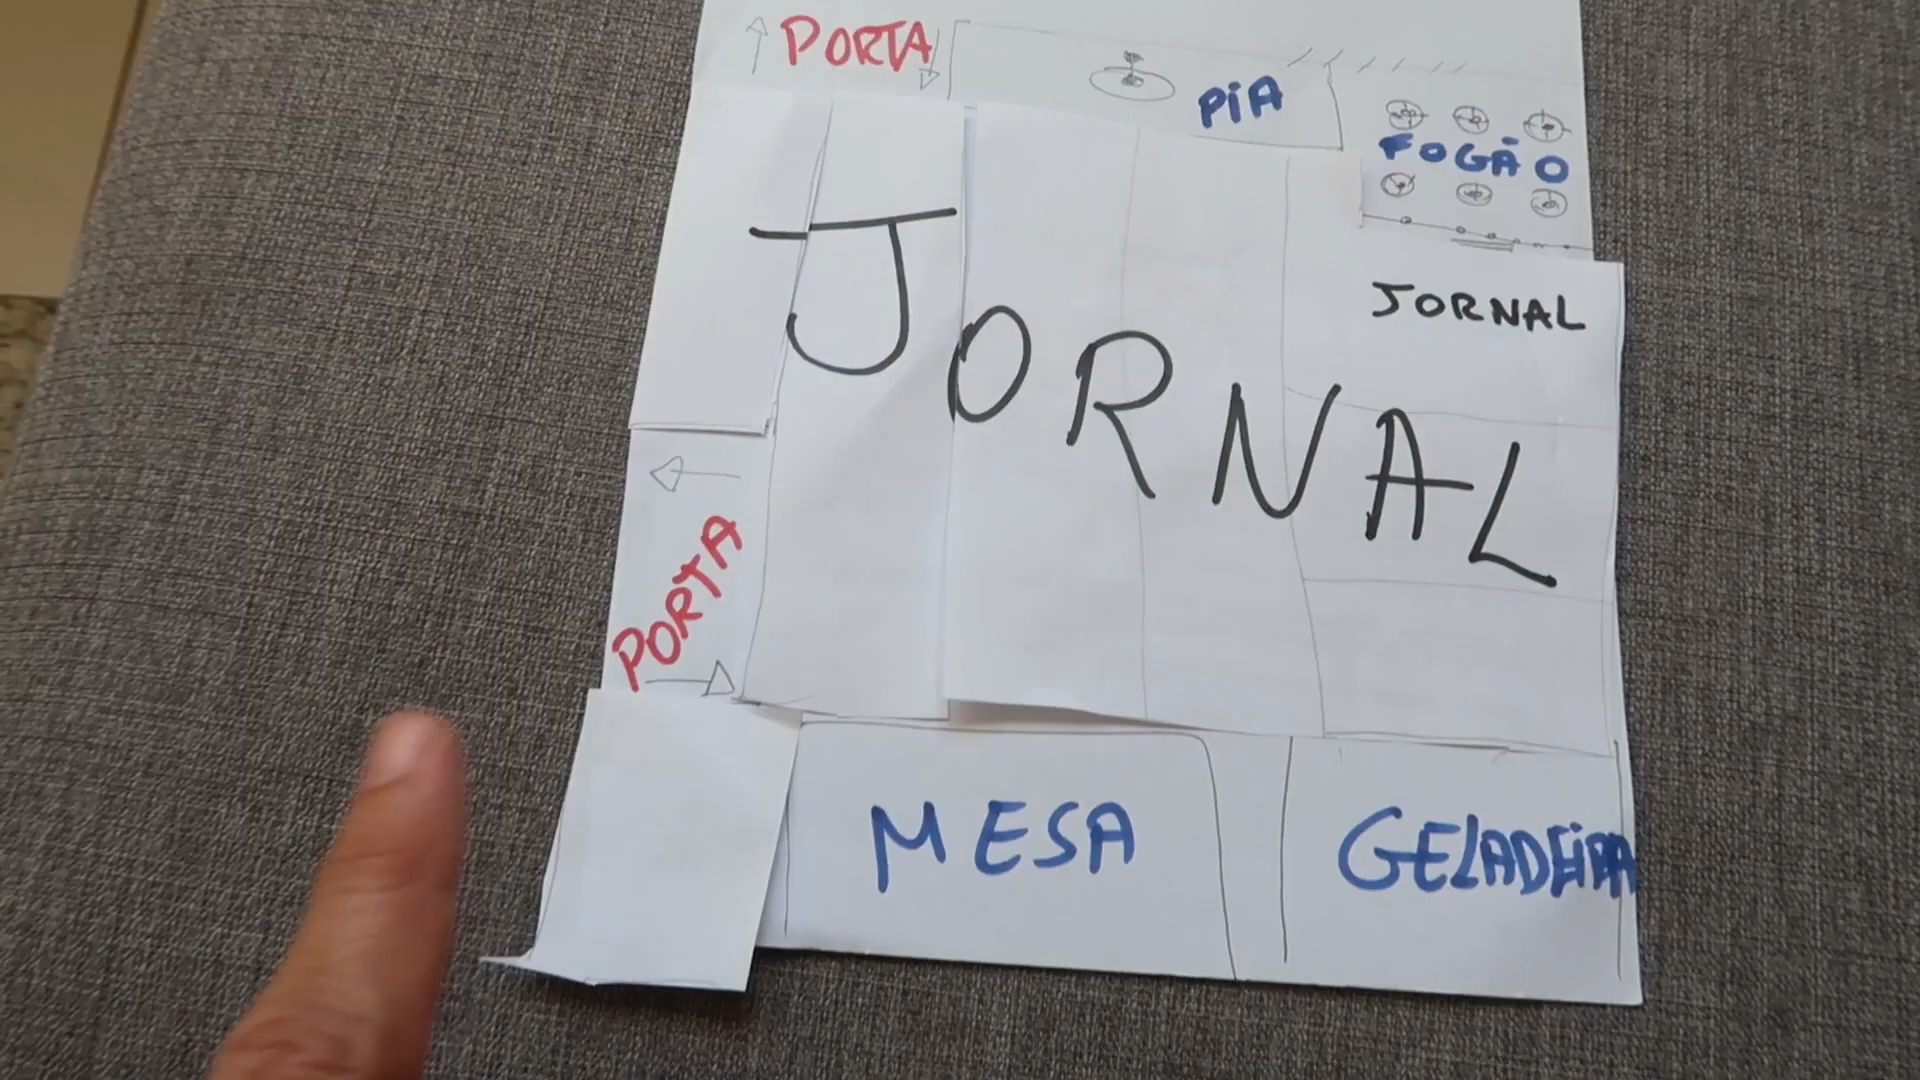 PORTA
PiA
FOGÃO
JORNAL
JORNAL
PORTA
MESA
GELADEiRA